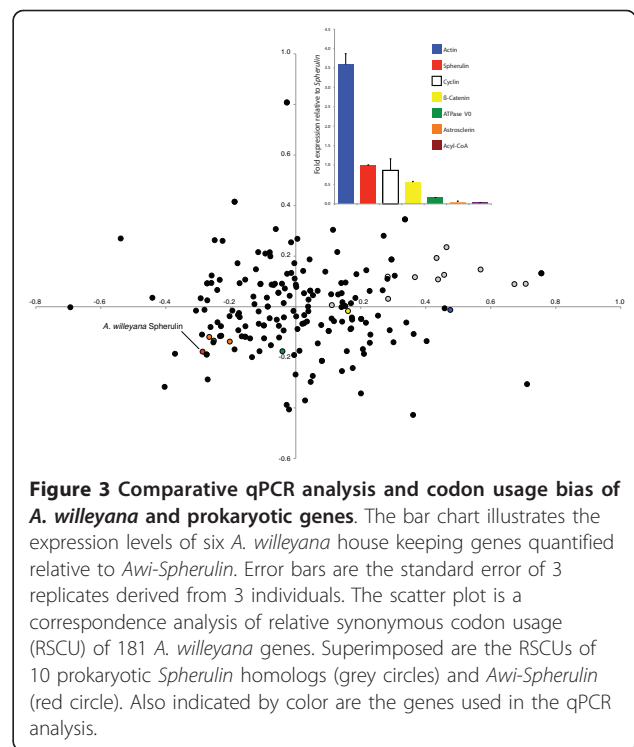 1.0
0.8
0.6
0.4
0.2
-0.2
-0.4
-0.6
-0.8
-0.6
-0.4
-0.2
0.2
0.4
0.6
0.8
1.0
A. willeyana Spherulin
Fold expression relative to Spherulin
4.5
4.0
3.5
3.0
2.5
2.0
1.5
1.0
0.5
0.0
Actin
Spherulin
Cyclin
B-Catenin
ATPase V0
Astrosclerin
Acyl-CoA
Figure 3 Comparative qPCR analysis and codon usage bias of
A. willeyana and prokaryotic genes. The bar chart illustrates the
expression levels of six A. willeyana house keeping genes quantified
relative to Awi-Spherulin. Error bars are the standard error of 3
replicates derived from 3 individuals. The scatter plot is a
correspondence analysis of relative synonymous codon usage
(RSCU) of 181 A. willeyana genes. Superimposed are the RSCUs of
10 prokaryotic Spherulin homologs (grey circles) and Awi-Spherulin
(red circle). Also indicated by color are the genes used in the qPCR
analysis.